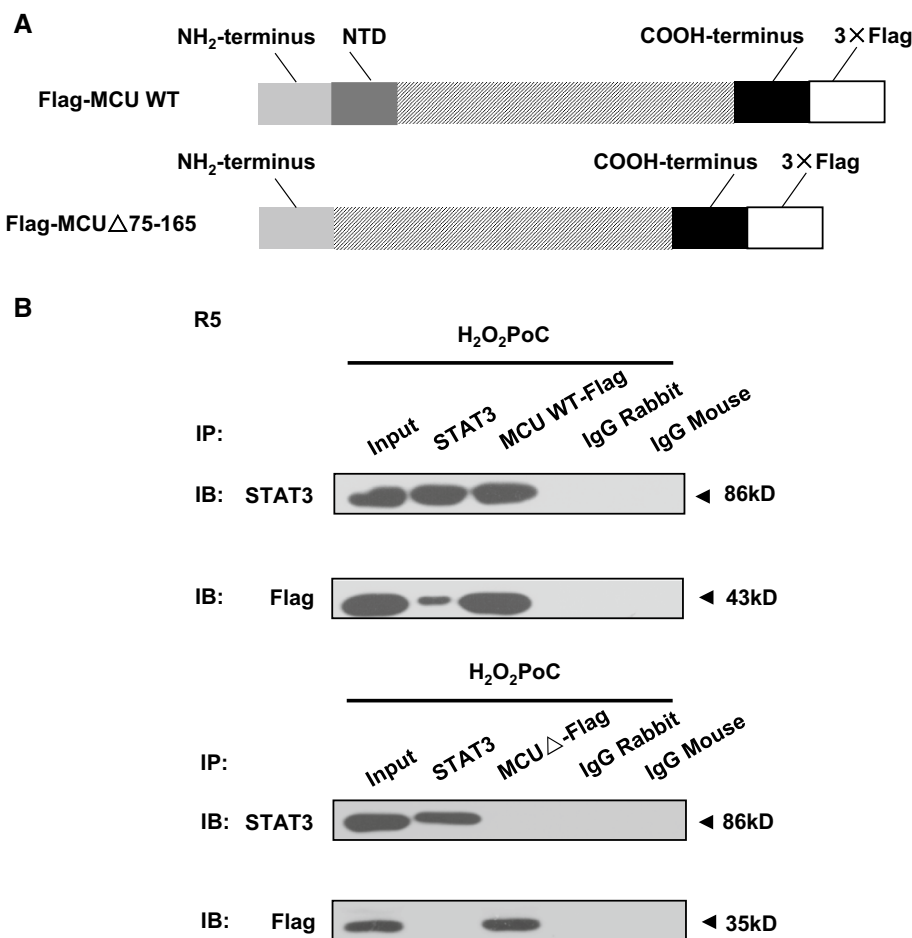 A
NH₂-terminus NTD COOH-terminus 3×Flag
Flag-MCU WT
NH₂-terminus COOH-terminus 3×Flag
Flag-MCU△75-165
B
R5
H₂O₂PoC
IP: Input STAT3 MCU WT-Flag IgG Rabbit IgG Mouse
IB: STAT3 ◄ 86kD
IB: Flag ◄ 43kD
H₂O₂PoC
IP: Input STAT3 MCU△-Flag IgG Rabbit IgG Mouse
IB: STAT3 ◄ 86kD
IB: Flag ◄ 35kD